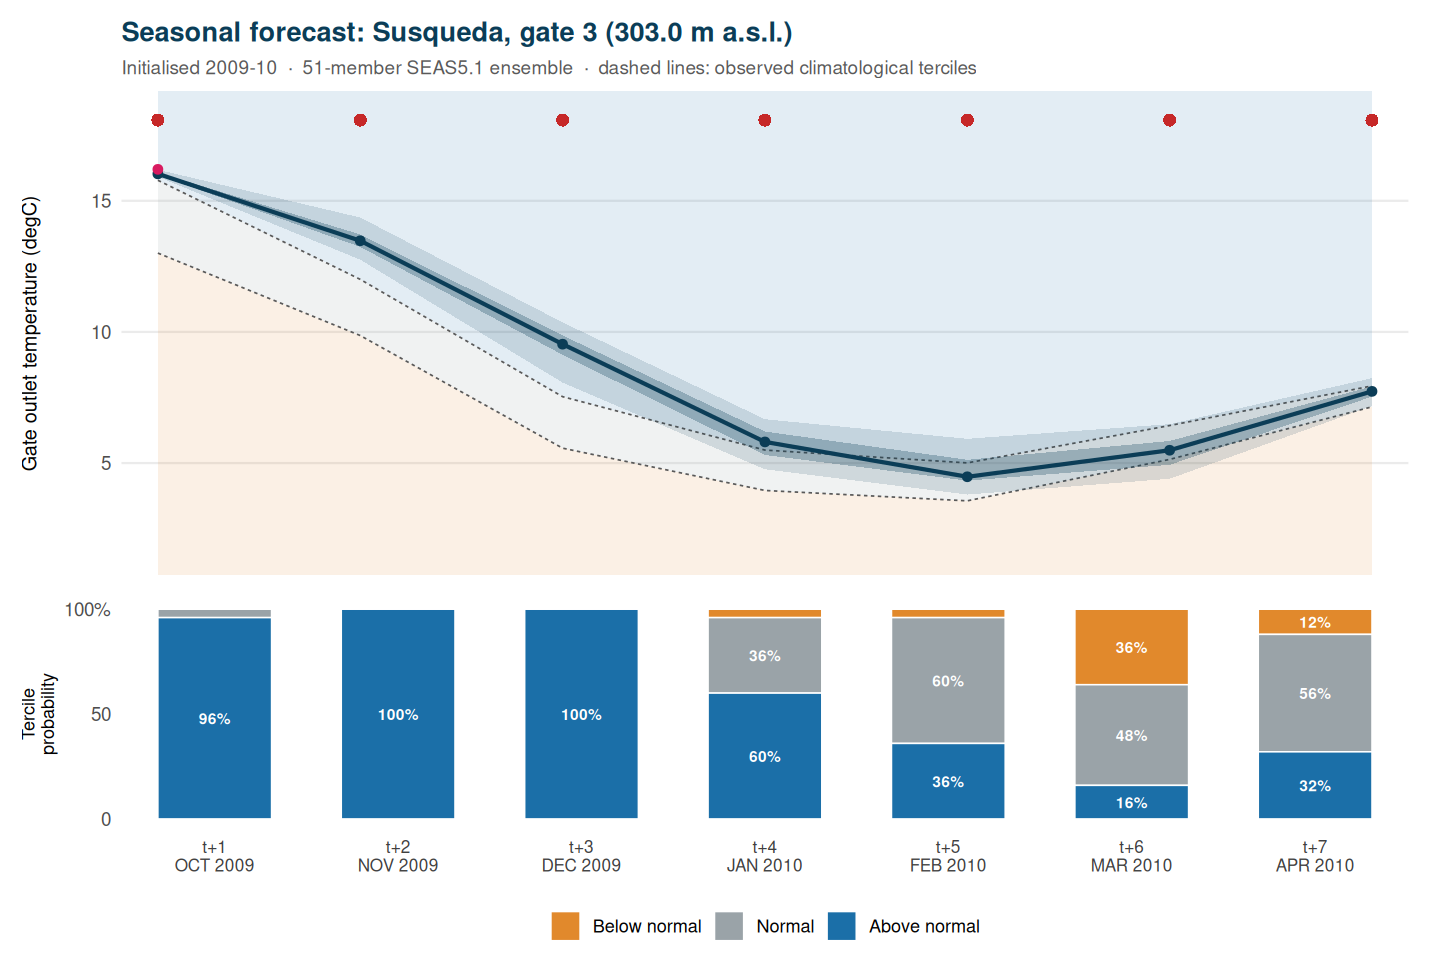 Seasonal forecast: Susqueda, gate 3 (303.0 m a.s.l.)
Initialised 2009-10 · 51-member SEAS5.1 ensemble · dashed lines: observed climatological terciles
Gate outlet temperature (degC)
15
10
5
Tercile
probability
100%
50
0
96%
100%
100%
36%
60%
60%
36%
36%
48%
16%
12%
56%
32%
t+1
OCT 2009
t+2
NOV 2009
t+3
DEC 2009
t+4
JAN 2010
t+5
FEB 2010
t+6
MAR 2010
t+7
APR 2010
Below normal
Normal
Above normal